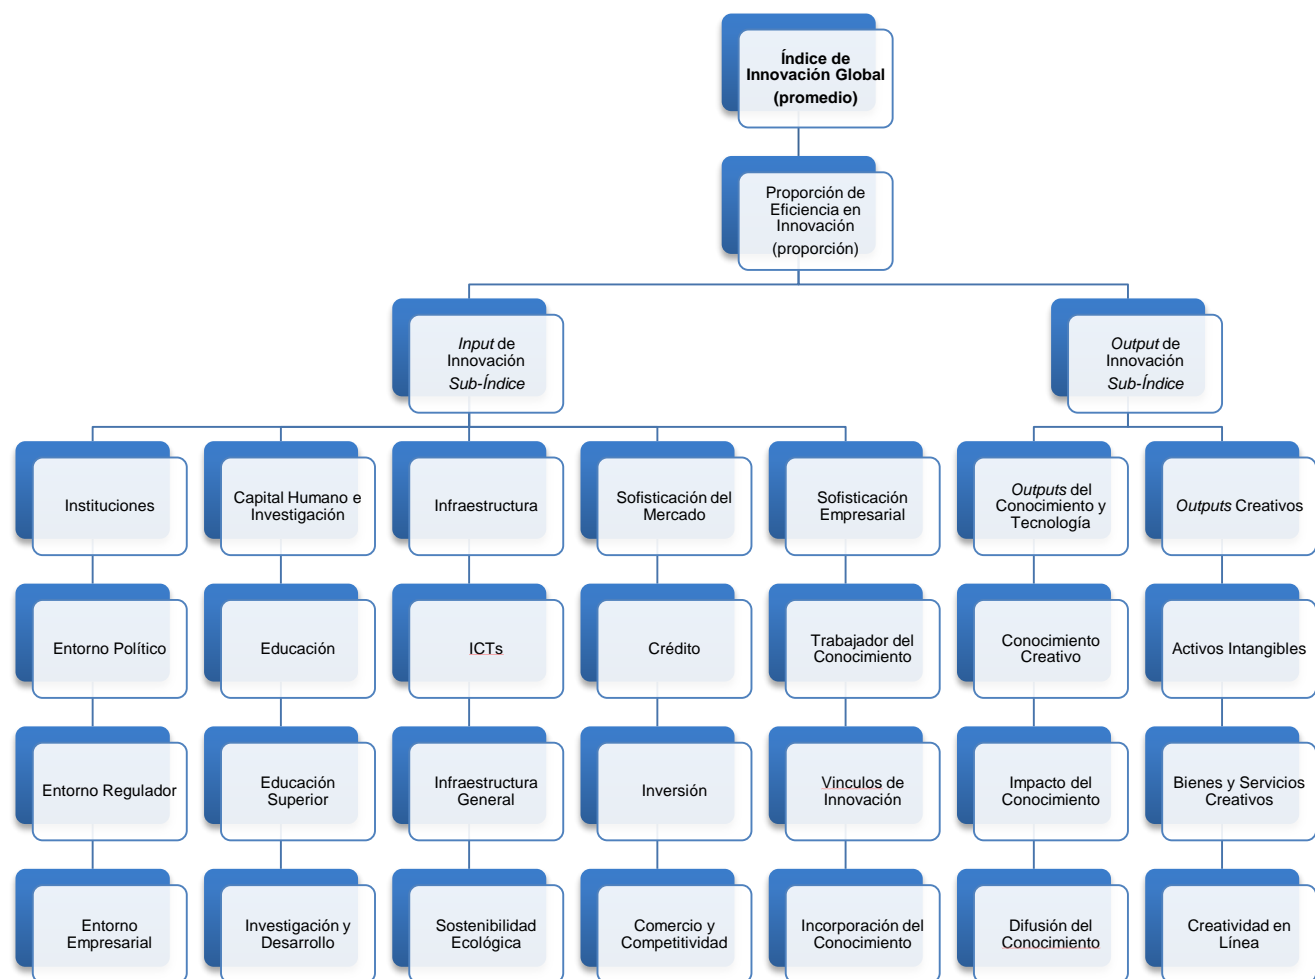 Índice de
Innovación Global
(promedio)
Proporción de
Eficiencia en
Innovación
(proporción)
Input de
Innovación
Sub-Índice
Output de
Innovación
Sub-Índice
Instituciones
Capital Humano e
Investigación
Infraestructura
Sofisticación del
Mercado
Sofisticación
Empresarial
Outputs del
Conocimiento y
Tecnología
Outputs Creativos
Entorno Político
Educación
ICTs
Crédito
Trabajador del
Conocimiento
Conocimiento
Creativo
Activos Intangibles
Entorno Regulador
Educación
Superior
Infraestructura
General
Inversión
Vinculos de
Innovación
Impacto del
Conocimiento
Bienes y Servicios
Creativos
Entorno
Empresarial
Investigación y
Desarrollo
Sostenibilidad
Ecológica
Comercio y
Competitividad
Incorporación del
Conocimiento
Difusión del
Conocimiento
Creatividad en
Línea